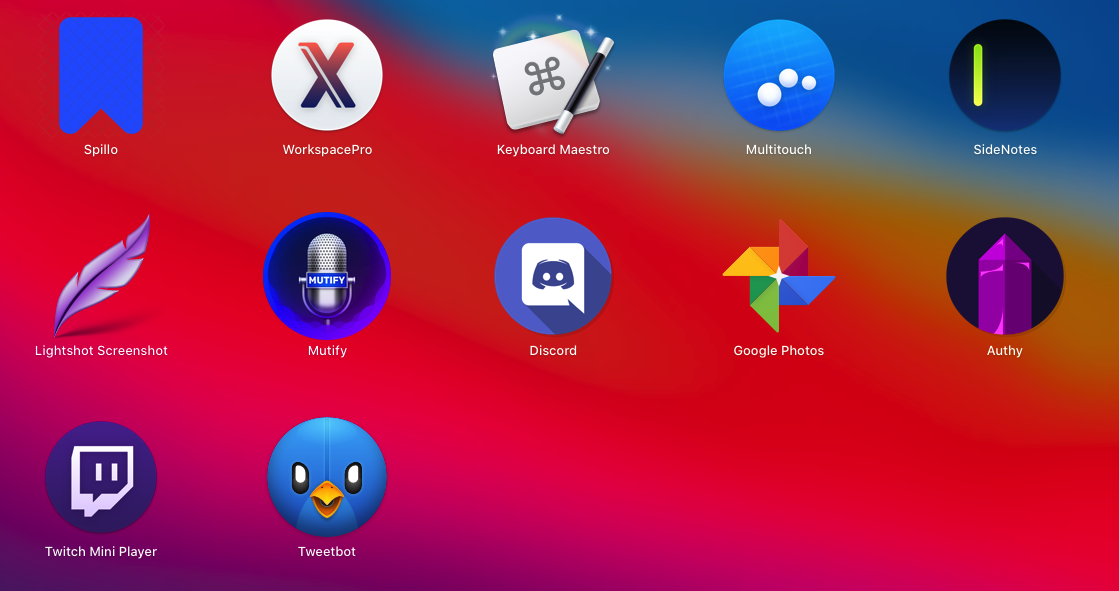 Spillo
WorkspacePro
Keyboard Maestro
Multitouch
SideNotes
MUTIFY
Lightshot Screenshot
Mutify
Discord
Google Photos
Authy
Twitch Mini Player
Tweetbot